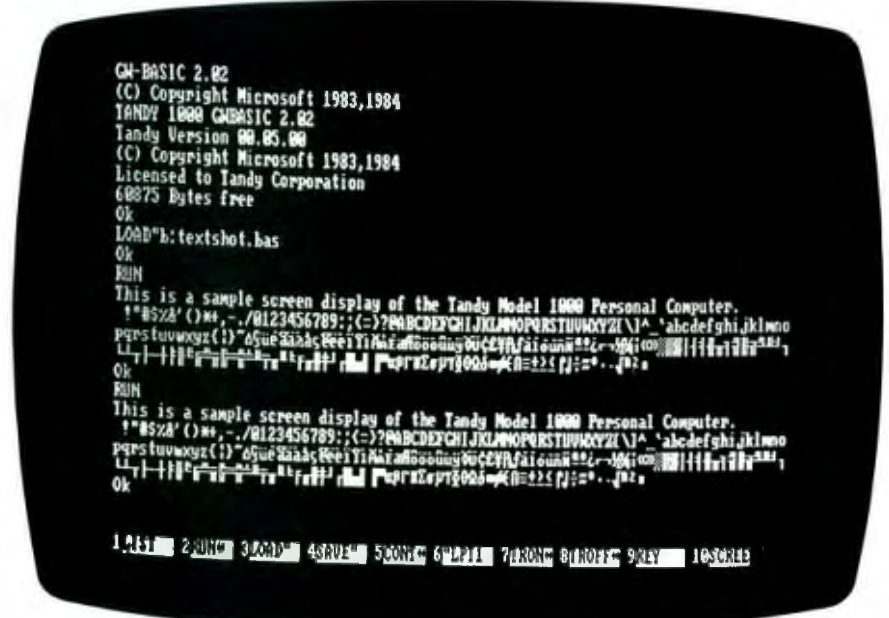 GW-BASIC 2.02
(C) Copyright Microsoft 1983,1984
TANDY 1000 GWBASIC 2.02
Tandy Version 00.05.00
(C) Copyright Microsoft 1983,1984
Licensed to Tandy Corporation
60875 Bytes free
Ok
LOAD"b:textshot.bas
Ok
RUN
This is a sample screen display of the Tandy Model 1000 Personal Computer.
!"#$%&'()*+,-./0123456789:;<=>?@ABCDEFGHIJKLMNOPQRSTUVWXYZ[\]^_`abcdefghijklmno
pqrstuvwxyz{|}~
Ok
RUN
This is a sample screen display of the Tandy Model 1000 Personal Computer.
!"#$%&'()*+,-./0123456789:;<=>?@ABCDEFGHIJKLMNOPQRSTUVWXYZ[\]^_`abcdefghijklmno
pqrstuvwxyz{|}~
Ok
1LIST 2RUN← 3LOAD" 4SAVE" 5CONT← 6"LPT1 7TRON← 8TROFF← 9KEY 10SCREE